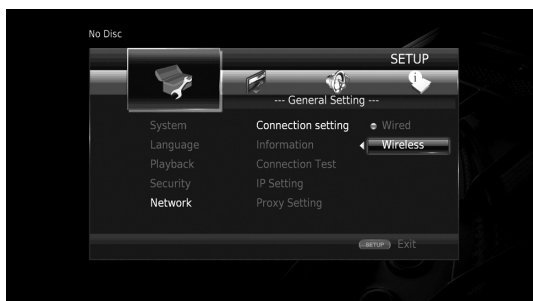 No Disc
SETUP
--- General Setting ---
System
Connection setting
Wired
Language
Information
Wireless
Playback
Connection Test
Security
IP Setting
Network
Proxy Setting
SETUP Exit